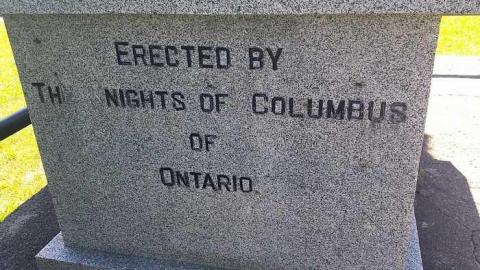 ERECTED BY
TH NIGHTS OF COLUMBUS
OF
ONTARIO